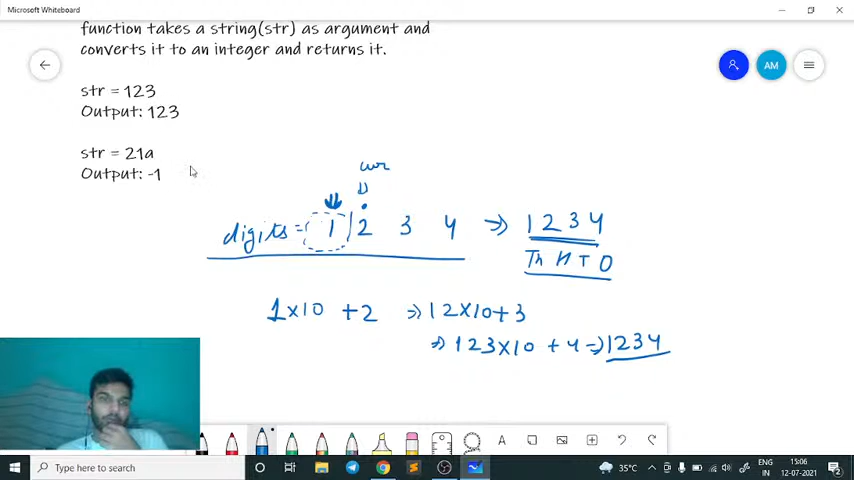 Microsoft Whiteboard
function takes a string(str) as argument and
converts it to an integer and returns it.
AM
str = 123
Output: 123
str = 21a
Output: -1
curr
digits = 1 | 2 3 4 ⇒ 1 2 3 4
Th H T O
1×10 + 2 ⇒ 12×10+3
⇒ 123×10 + 4 ⇒ 1234
A
Type here to search
35°C
ENG
IN
15:06
12-07-2021
2